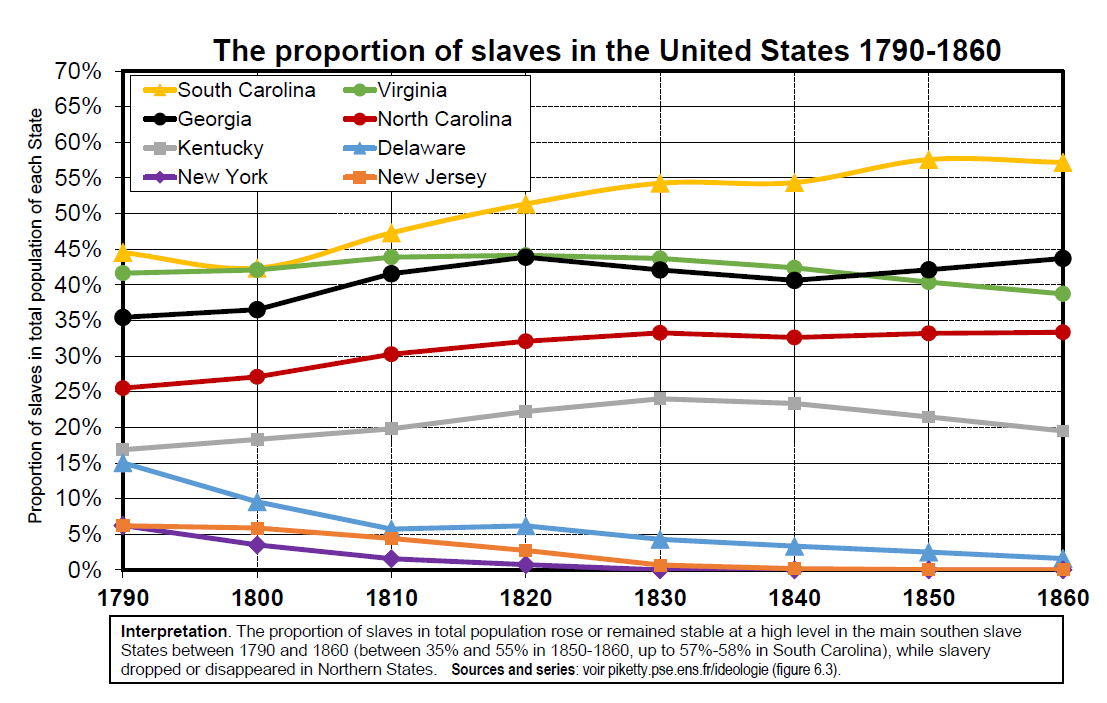 The proportion of slaves in the United States 1790-1860
Proportion of slaves in total population of each State
70%
65%
60%
55%
50%
45%
40%
35%
30%
25%
20%
15%
10%
5%
0%
South Carolina Virginia
Georgia North Carolina
Kentucky Delaware
New York New Jersey
1790 1800 1810 1820 1830 1840 1850 1860
Interpretation. The proportion of slaves in total population rose or remained stable at a high level in the main southen slave
States between 1790 and 1860 (between 35% and 55% in 1850-1860, up to 57%-58% in South Carolina), while slavery
dropped or disappeared in Northern States. Sources and series: voir piketty.pse.ens.fr/ideologie (figure 6.3).